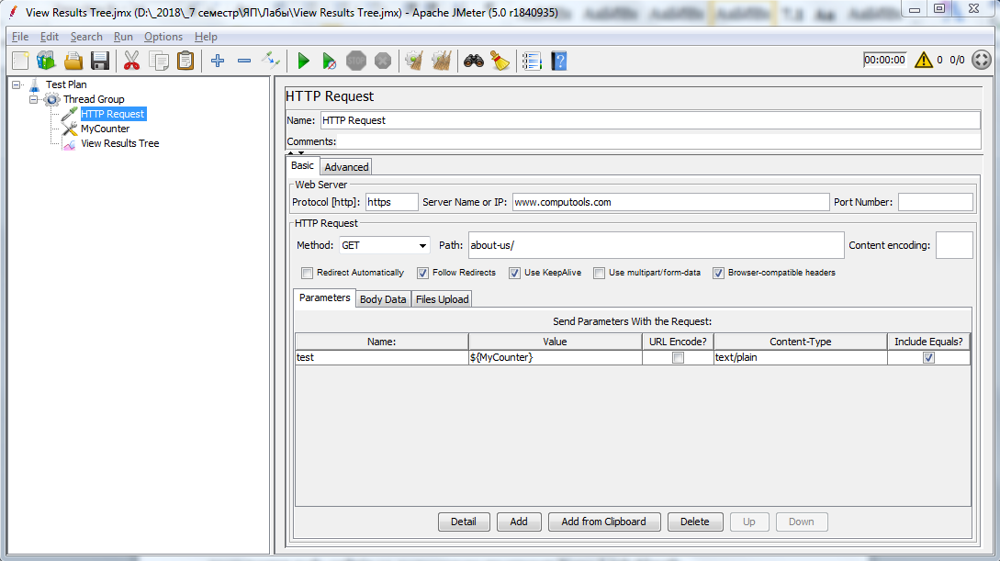 View Results Tree.jmx (D:\_2018\_7 семестр\ЯП\Лабы\View Results Tree.jmx) - Apache JMeter (5.0 r1840935)
File Edit Search Run Options Help
00:00:00 0 0/0
Test Plan
Thread Group
HTTP Request
MyCounter
View Results Tree
HTTP Request
Name: HTTP Request
Comments:
Basic Advanced
Web Server
Protocol [http]: https Server Name or IP: www.computools.com Port Number:
HTTP Request
Method: GET Path: about-us/ Content encoding:
Redirect Automatically Follow Redirects Use KeepAlive Use multipart/form-data Browser-compatible headers
Parameters Body Data Files Upload
Send Parameters With the Request:
Name: Value URL Encode? Content-Type Include Equals?
test ${MyCounter} text/plain
Detail Add Add from Clipboard Delete Up Down